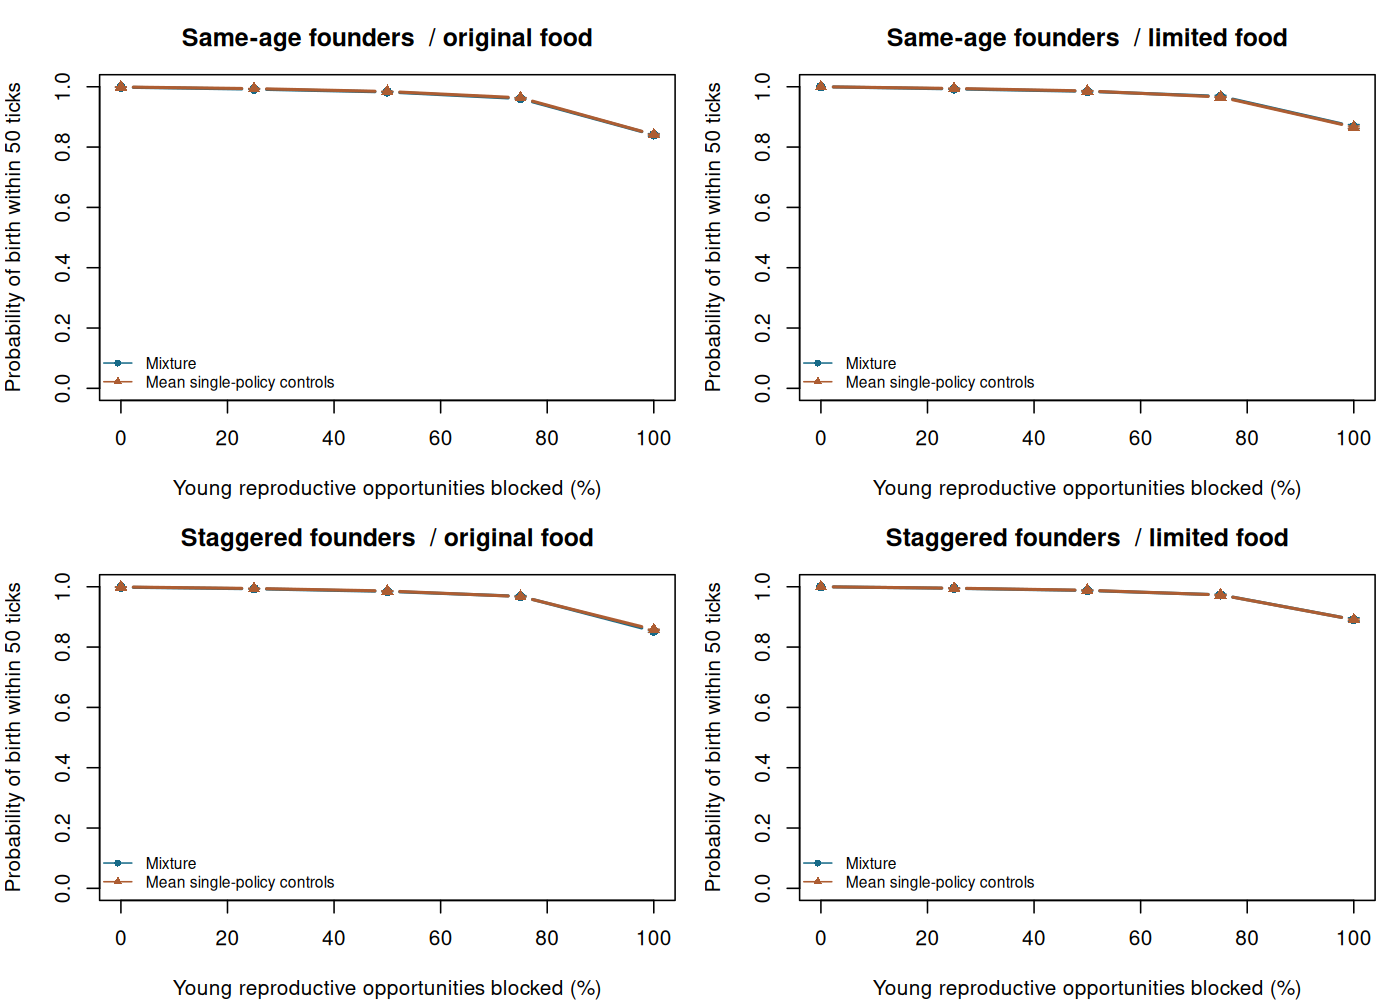 Same-age founders / original food
Probability of birth within 50 ticks
1.0
0.8
0.6
0.4
0.2
0.0
Mixture
Mean single-policy controls
0 20 40 60 80 100
Young reproductive opportunities blocked (%)
Same-age founders / limited food
Probability of birth within 50 ticks
1.0
0.8
0.6
0.4
0.2
0.0
Mixture
Mean single-policy controls
0 20 40 60 80 100
Young reproductive opportunities blocked (%)
Staggered founders / original food
Probability of birth within 50 ticks
1.0
0.8
0.6
0.4
0.2
0.0
Mixture
Mean single-policy controls
0 20 40 60 80 100
Young reproductive opportunities blocked (%)
Staggered founders / limited food
Probability of birth within 50 ticks
1.0
0.8
0.6
0.4
0.2
0.0
Mixture
Mean single-policy controls
0 20 40 60 80 100
Young reproductive opportunities blocked (%)